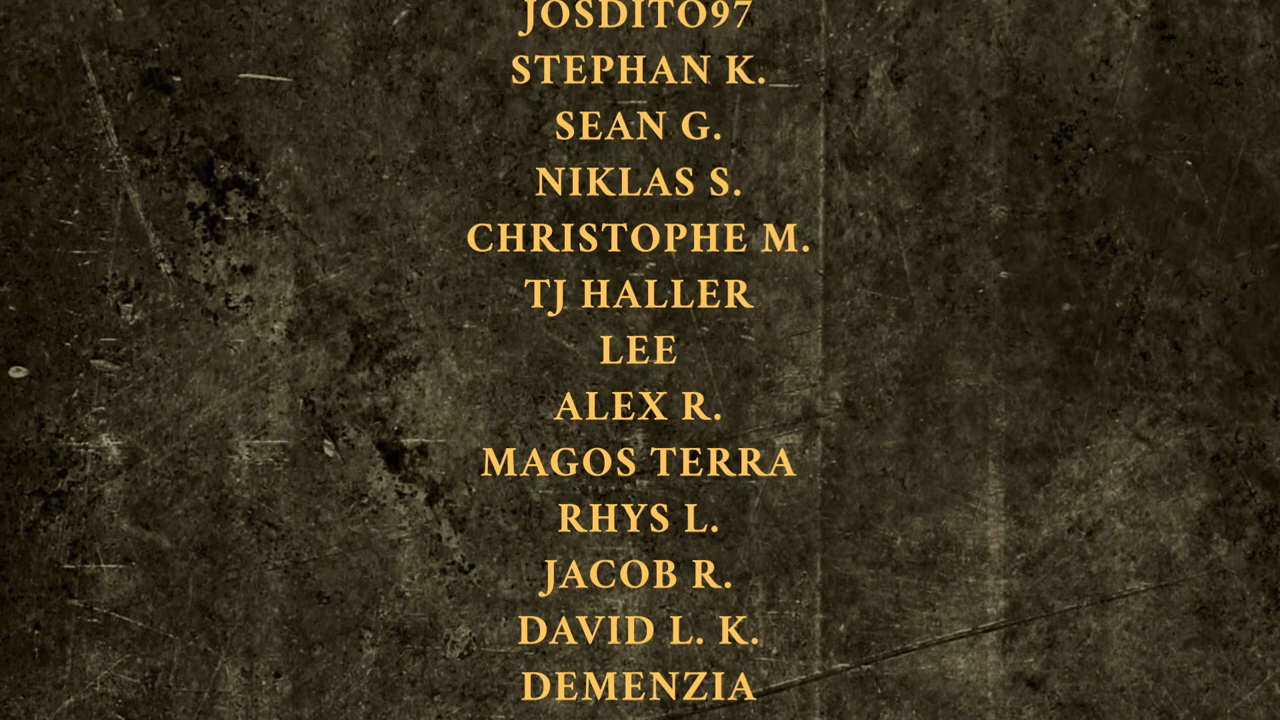 JOSDITO97
STEPHAN K.
SEAN G.
NIKLAS S.
CHRISTOPHE M.
TJ HALLER
LEE
ALEX R.
MAGOS TERRA
RHYS L.
JACOB R.
DAVID L. K.
DEMENZIA